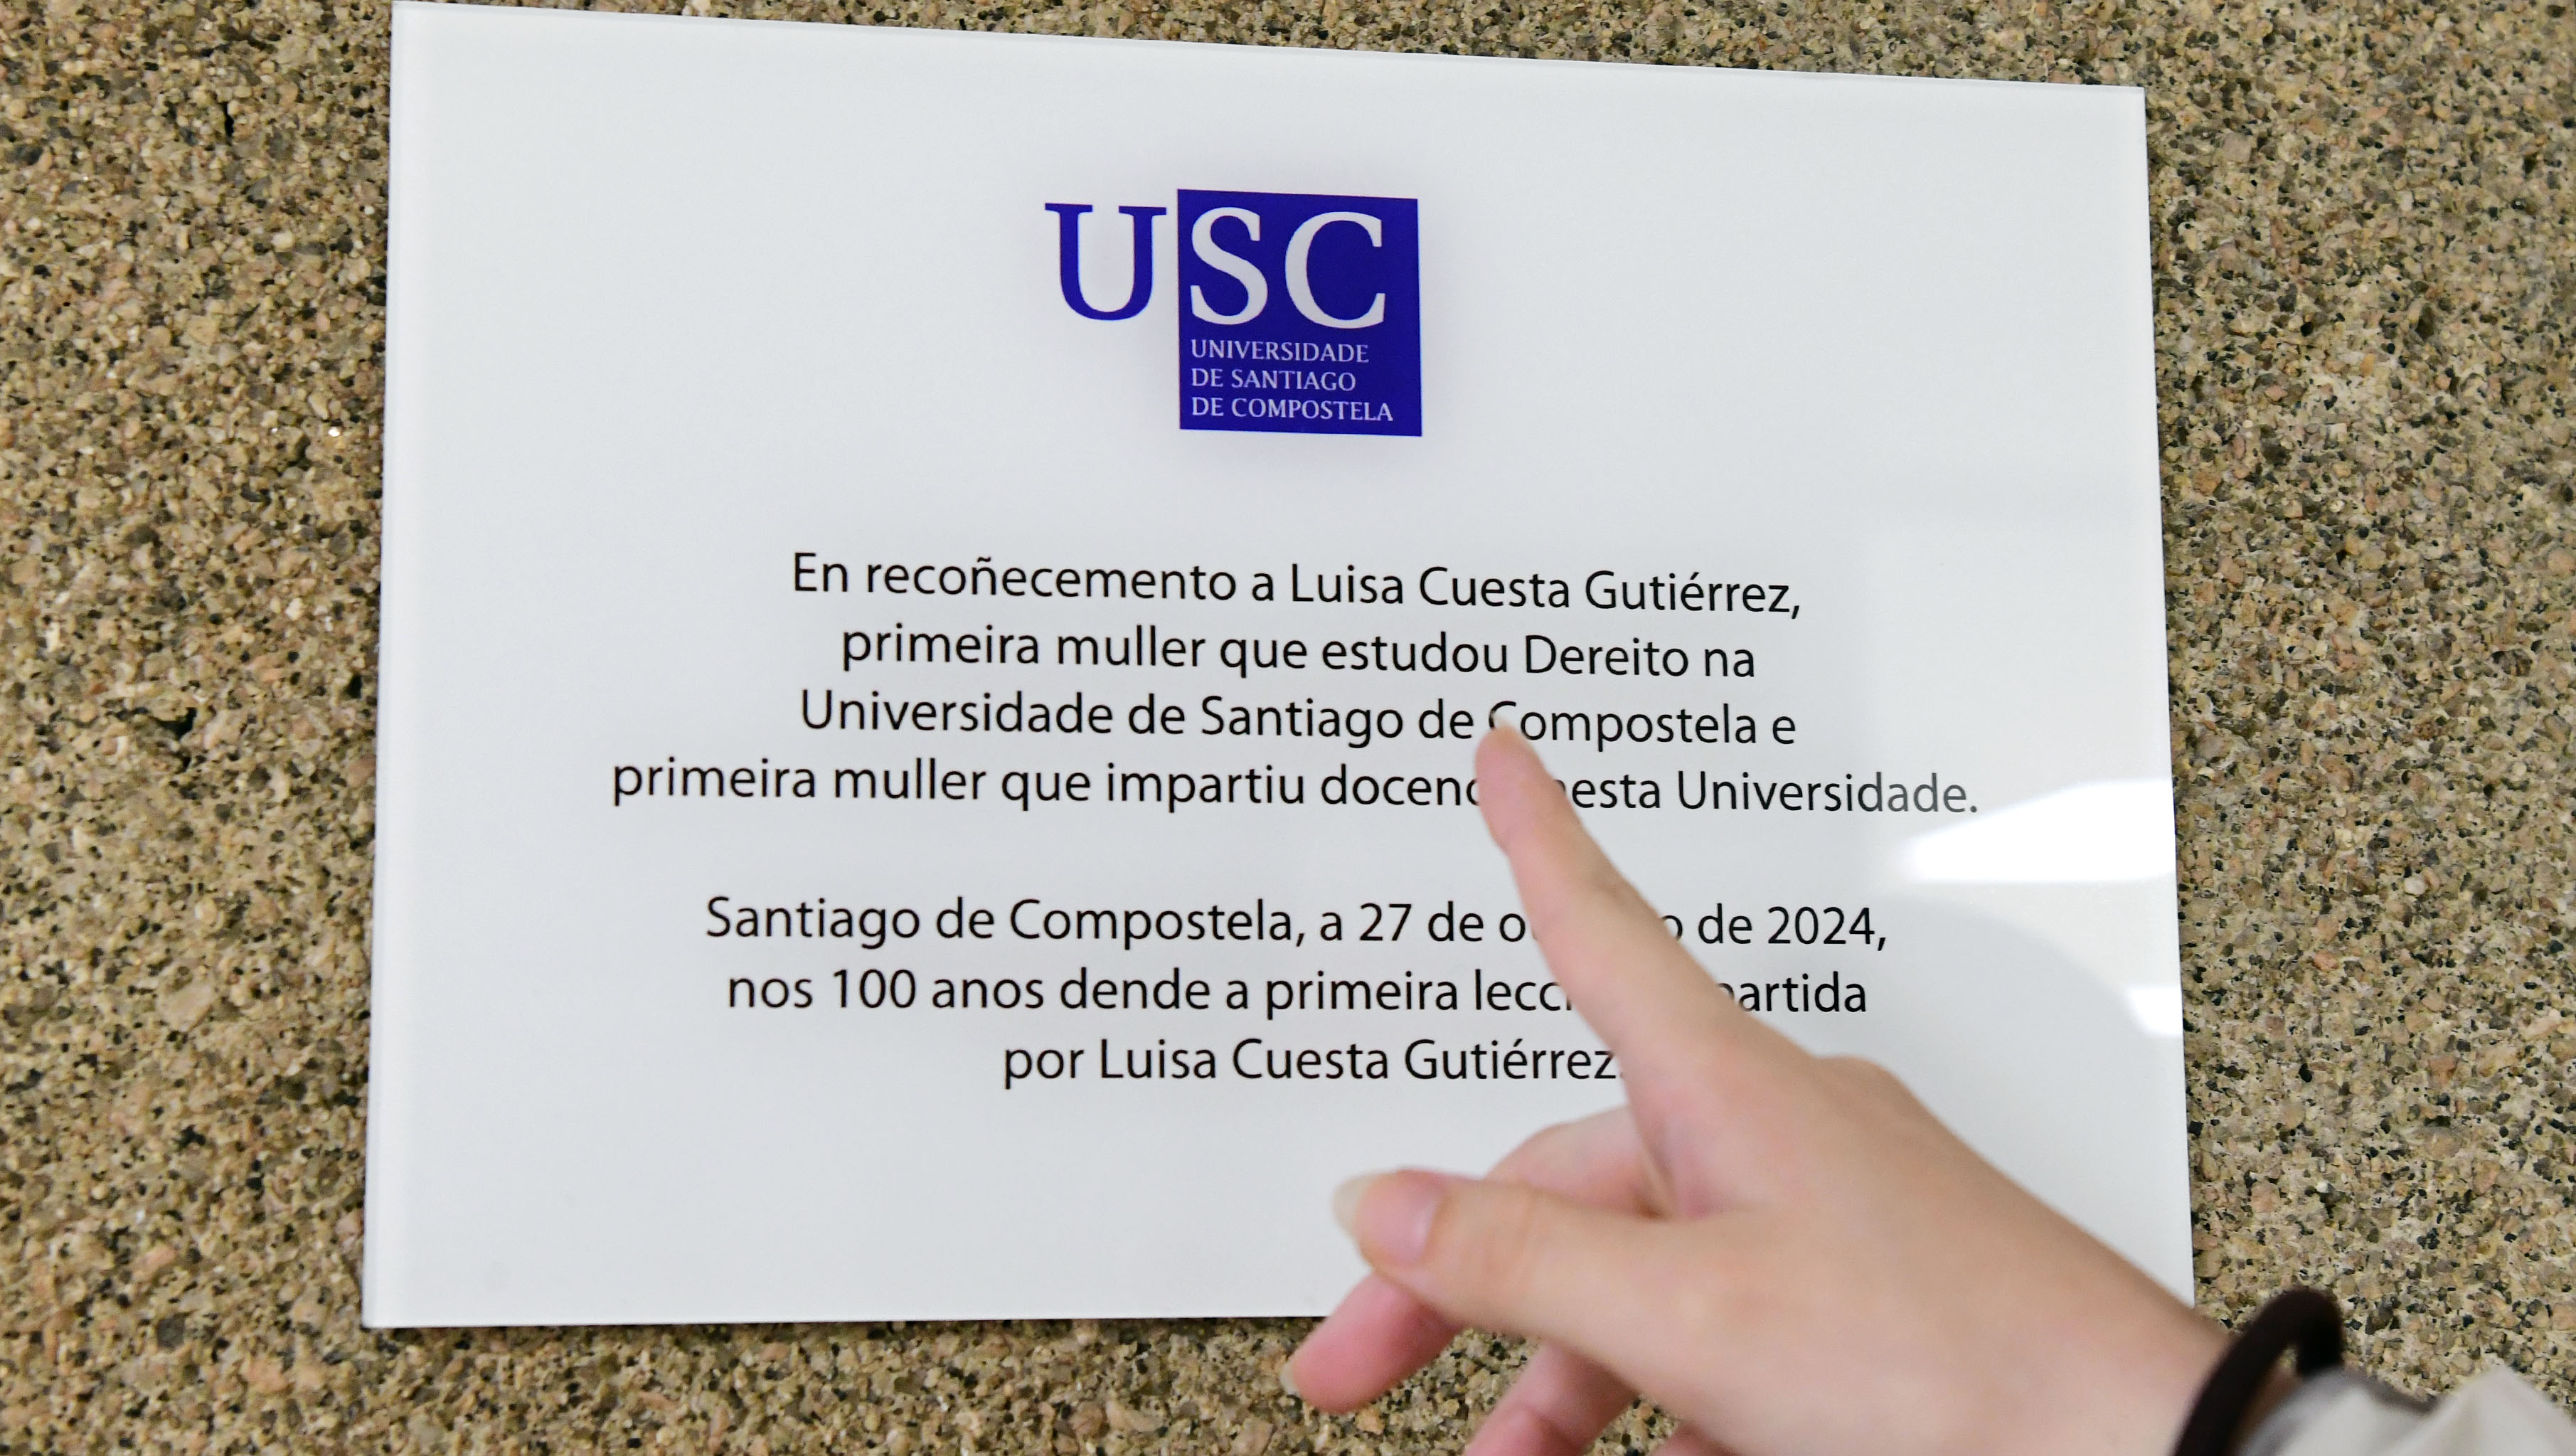 USC
UNIVERSIDADE
DE SANTIAGO
DE COMPOSTELA
En recoñecemento a Luisa Cuesta Gutiérrez,
primeira muller que estudou Dereito na
Universidade de Santiago de Compostela e
primeira muller que impartiu nesta Universidade.
Santiago de Compostela, a 27 de de 2024,
nos 100 anos dende a primeira
por Luisa Cuesta Gutiérrez.